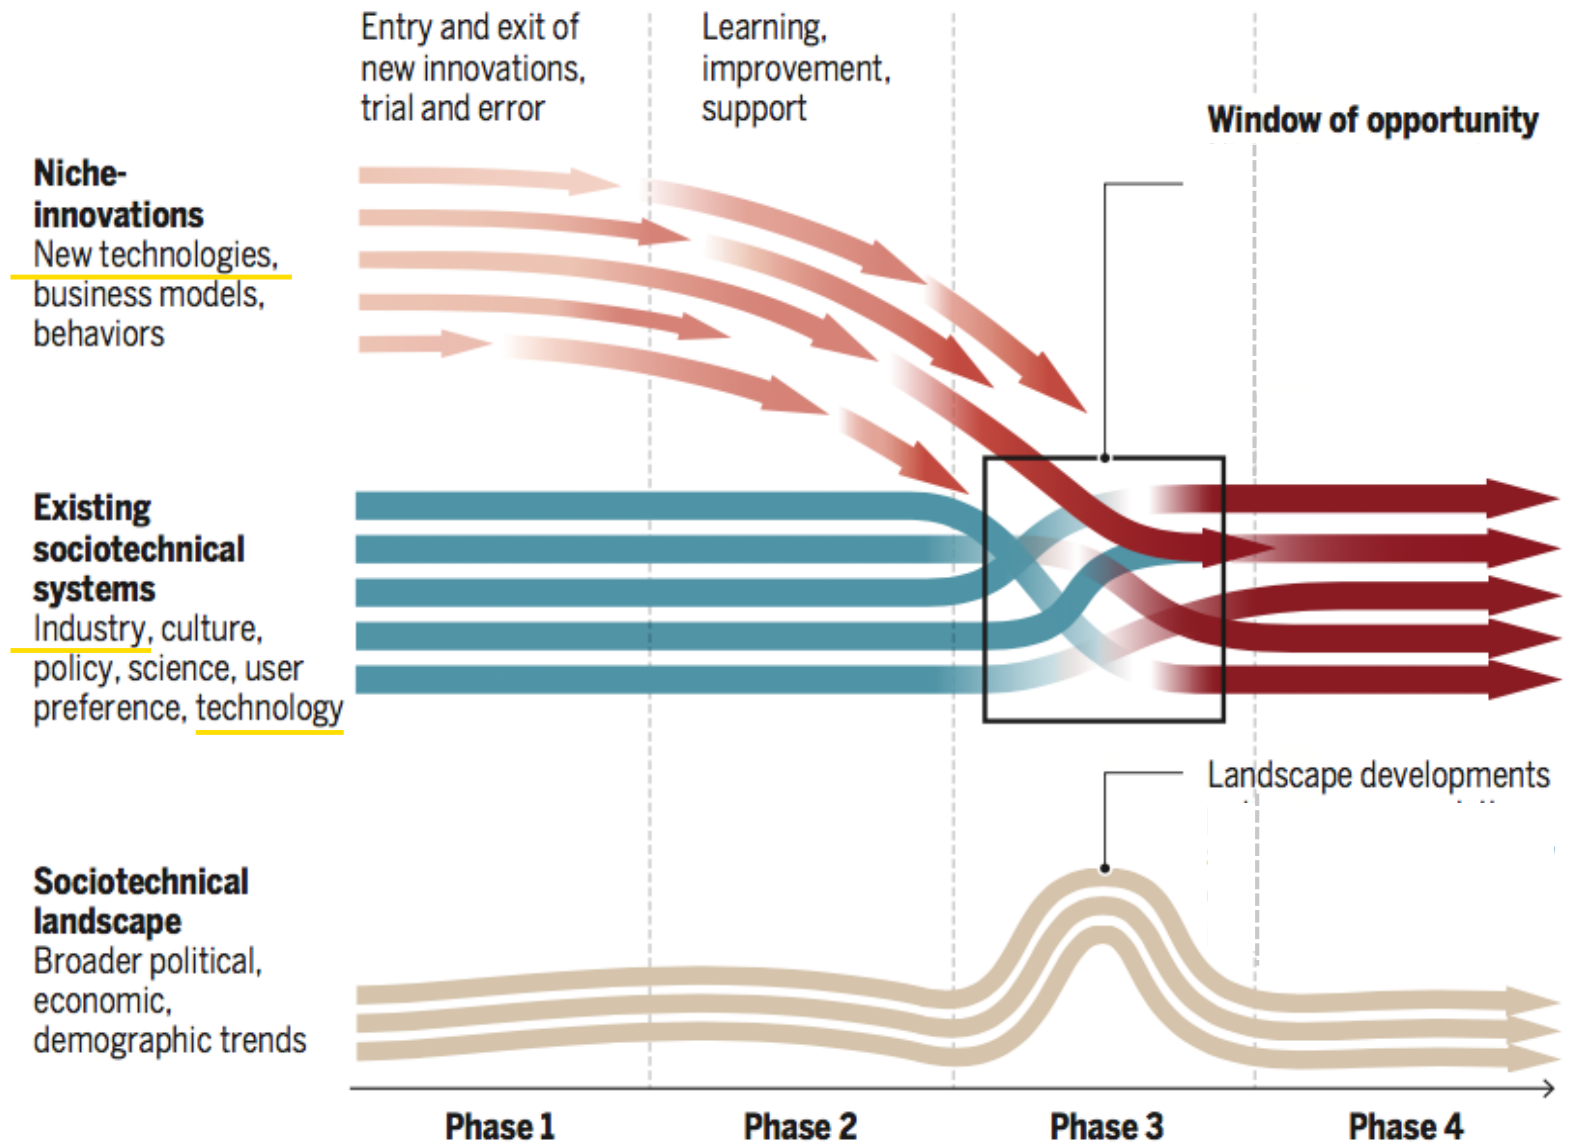 Entry and exit of
new innovations,
trial and error
Learning,
improvement,
support
Window of opportunity
Niche-
innovations
New technologies,
business models,
behaviors
Existing
sociotechnical
systems
Industry, culture,
policy, science, user
preference, technology
Landscape developments
Sociotechnical
landscape
Broader political,
economic,
demographic trends
Phase 1
Phase 2
Phase 3
Phase 4